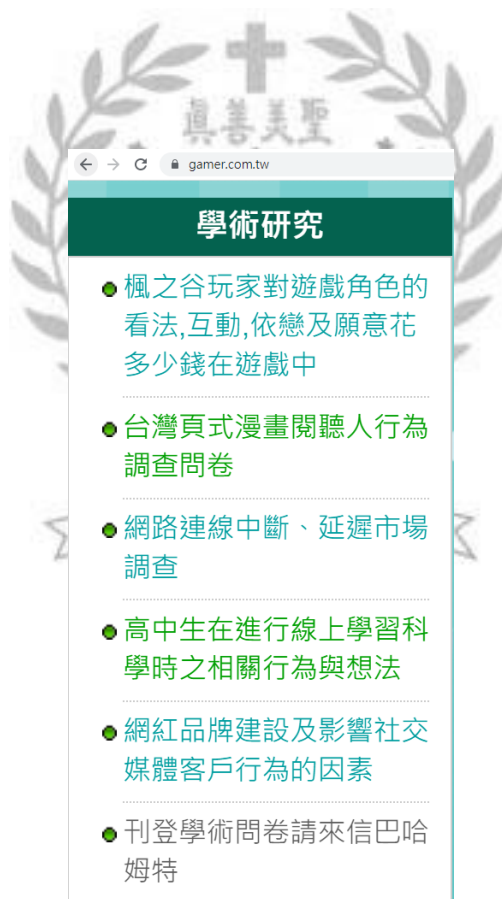 真善美聖
gamer.com.tw
學術研究
楓之谷玩家對遊戲角色的
看法,互動,依戀及願意花
多少錢在遊戲中
台灣頁式漫畫閱聽人行為
調查問卷
網路連線中斷、延遲市場
調查
高中生在進行線上學習科
學時之相關行為與想法
網紅品牌建設及影響社交
媒體客戶行為的因素
刊登學術問卷請來信巴哈
姆特